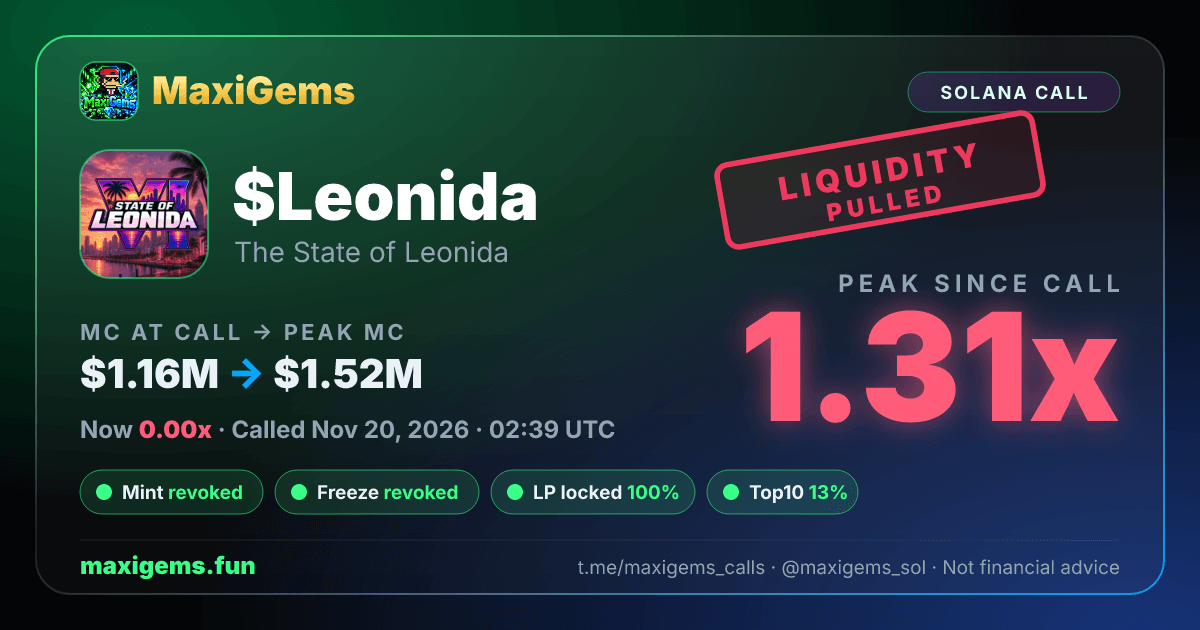 MaxiGems
MaxiGems
SOLANA CALL
LIQUIDITY
PULLED
VI
STATE OF
LEONIDA
$Leonida
The State of Leonida
PEAK SINCE CALL
1.31x
MC AT CALL → PEAK MC
$1.16M → $1.52M
Now 0.00x · Called Nov 20, 2026 · 02:39 UTC
Mint revoked
Freeze revoked
LP locked 100%
Top10 13%
maxigems.fun
t.me/maxigems_calls · @maxigems_sol · Not financial advice